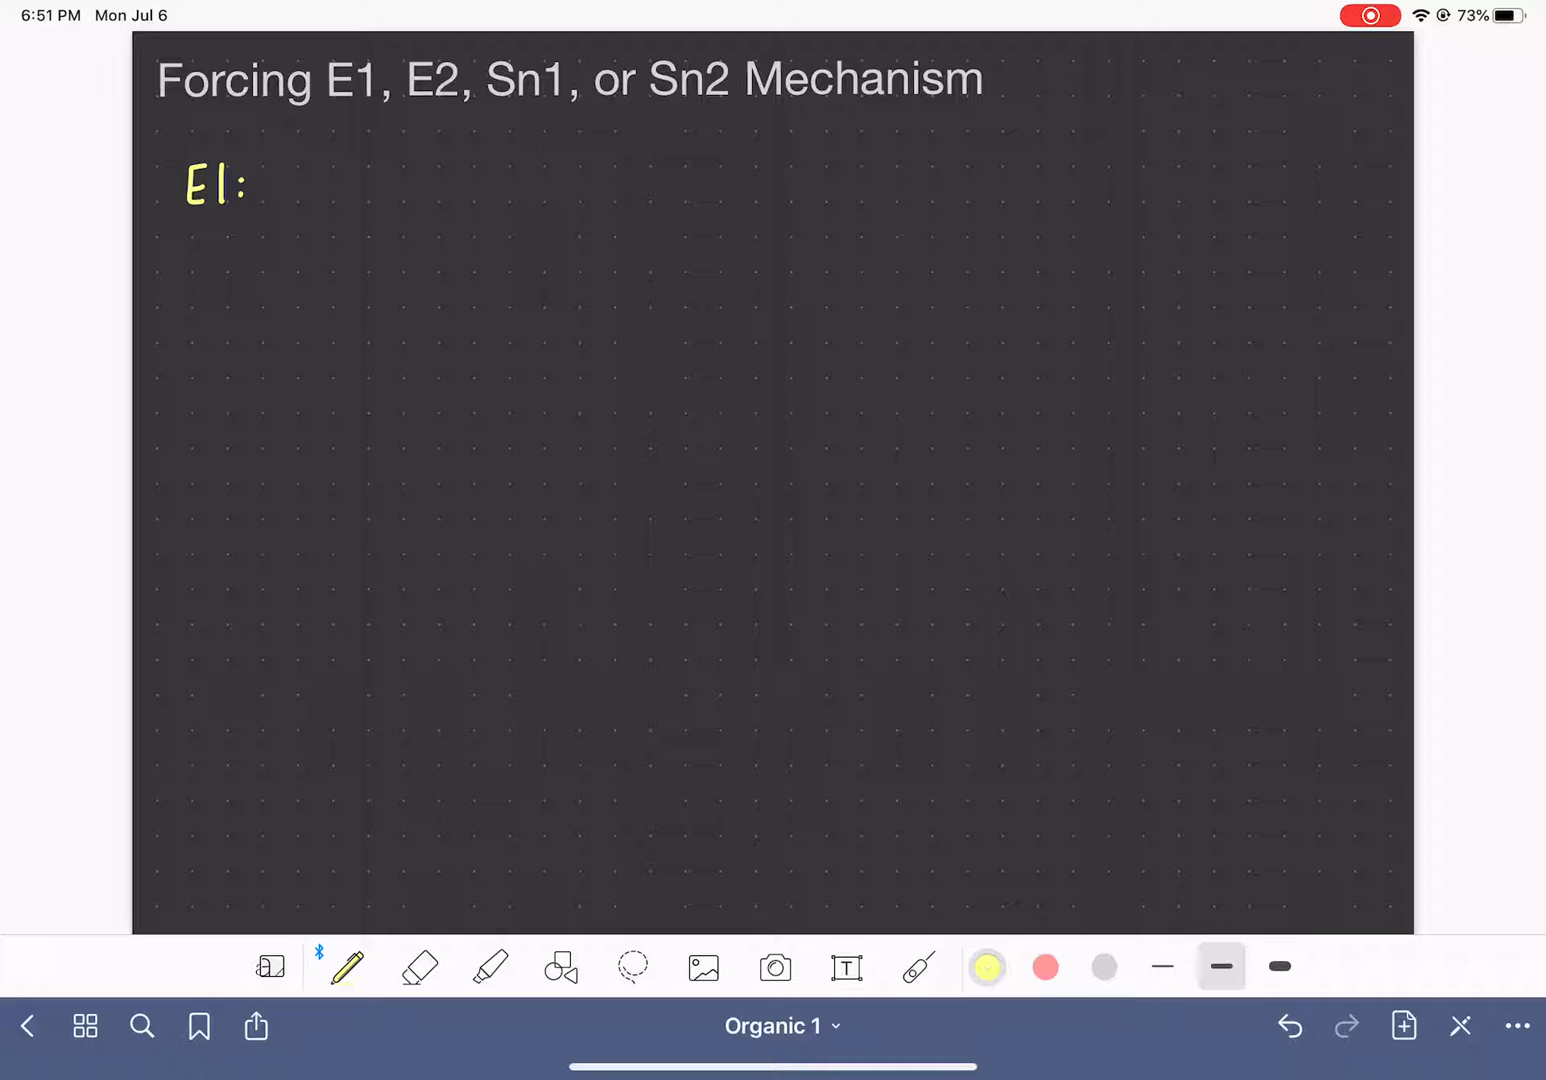 6:51 PM Mon Jul 6 73%
Forcing E1, E2, Sn1, or Sn2 Mechanism
E1:
T
Organic 1